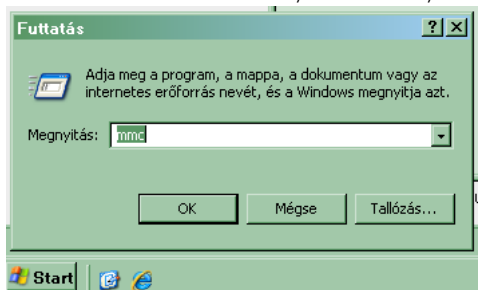 Futtatás
Adja meg a program, a mappa, a dokumentum vagy az
internetes erőforrás nevét, és a Windows megnyitja azt.
Megnyitás: mmc
OK Mégse Tallózás...
Start